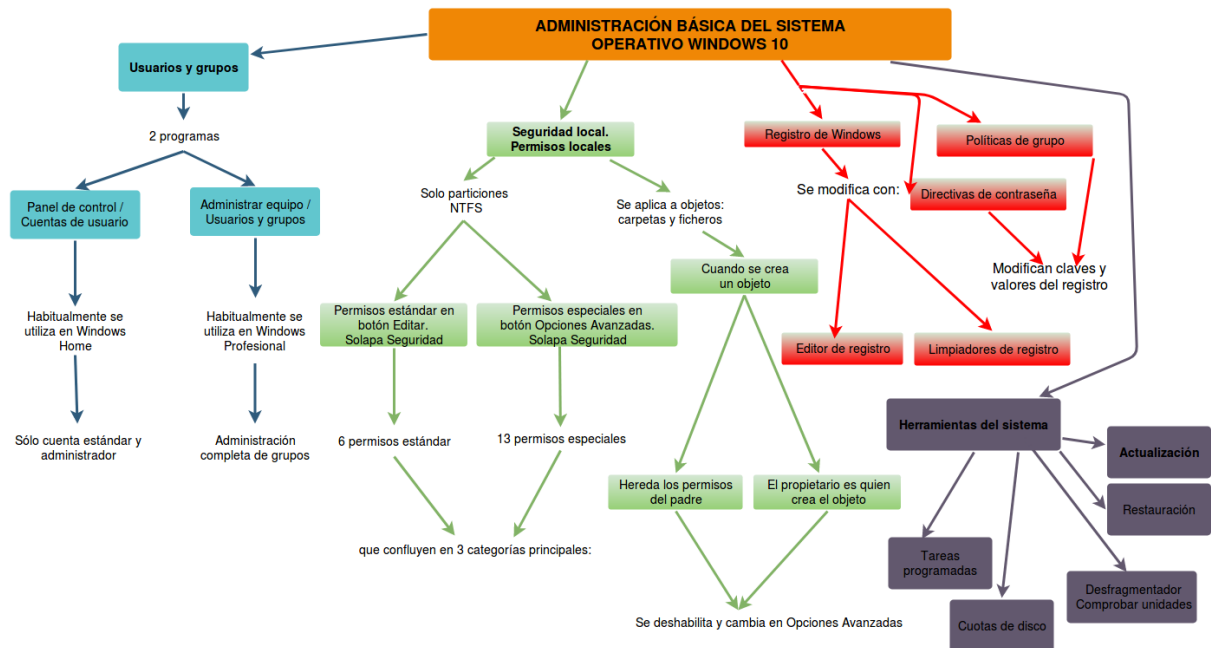 ADMINISTRACIÓN BÁSICA DEL SISTEMA
OPERATIVO WINDOWS 10
Usuarios y grupos
2 programas
Panel de control /
Cuentas de usuario
Administrar equipo /
Usuarios y grupos
Habitualmente se
utiliza en Windows
Home
Habitualmente se
utiliza en Windows
Profesional
Sólo cuenta estándar y
administrador
Administración
completa de grupos
Seguridad local.
Permisos locales
Solo particiones
NTFS
Se aplica a objetos:
carpetas y ficheros
Permisos estándar en
botón Editar.
Solapa Seguridad
Permisos especiales en
botón Opciones Avanzadas.
Solapa Seguridad
6 permisos estándar
13 permisos especiales
que confluyen en 3 categorías principales:
Cuando se crea
un objeto
Hereda los permisos
del padre
El propietario es quien
crea el objeto
Se deshabilita y cambia en Opciones Avanzadas
Registro de Windows
Políticas de grupo
Se modifica con:
Directivas de contraseña
Modifican claves y
valores del registro
Editor de registro
Limpiadores de registro
Herramientas del sistema
Actualización
Restauración
Tareas
programadas
Desfragmentador
Comprobar unidades
Cuotas de disco